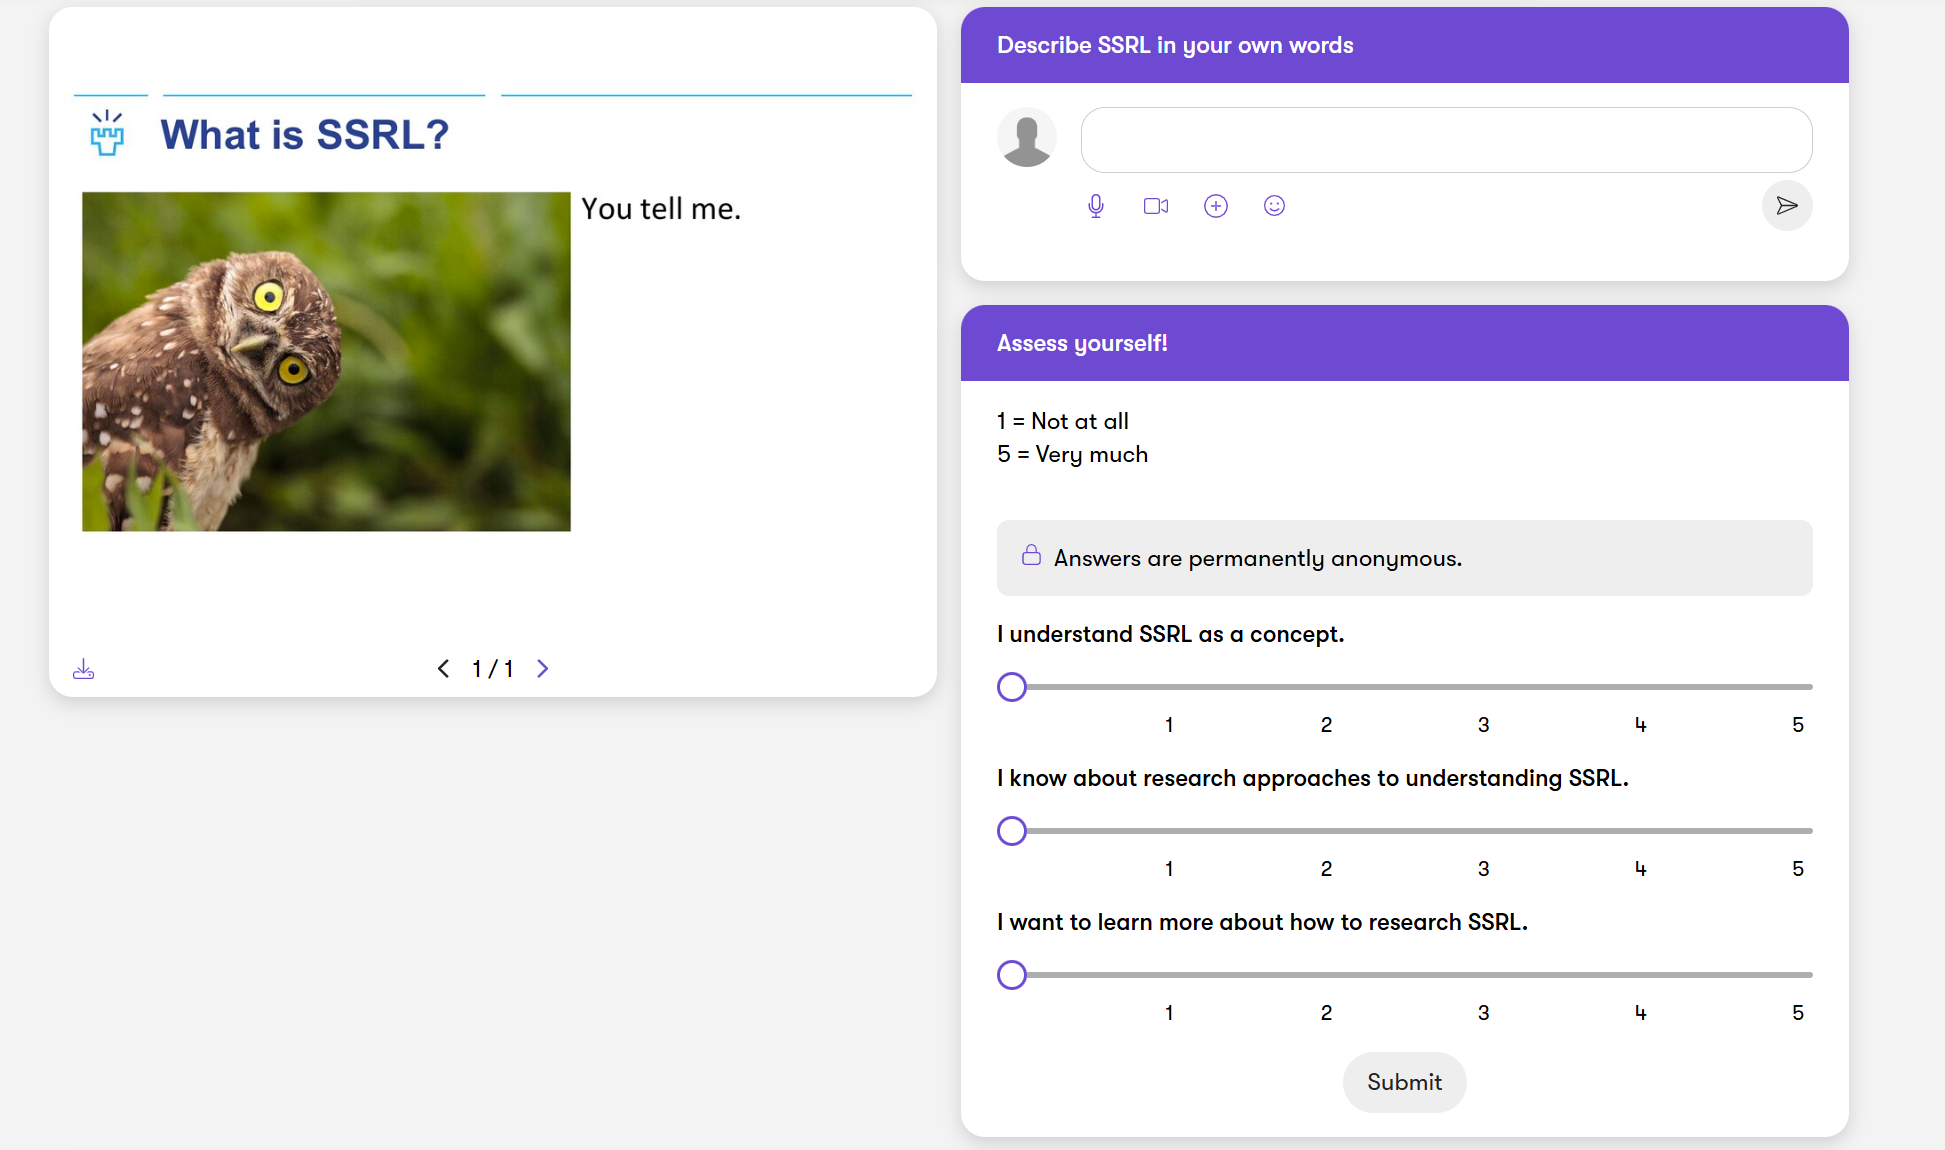 What is SSRL?
You tell me.
1 / 1
Describe SSRL in your own words
Assess yourself!
1 = Not at all
5 = Very much
Answers are permanently anonymous.
I understand SSRL as a concept.
1 2 3 4 5
I know about research approaches to understanding SSRL.
1 2 3 4 5
I want to learn more about how to research SSRL.
1 2 3 4 5
Submit